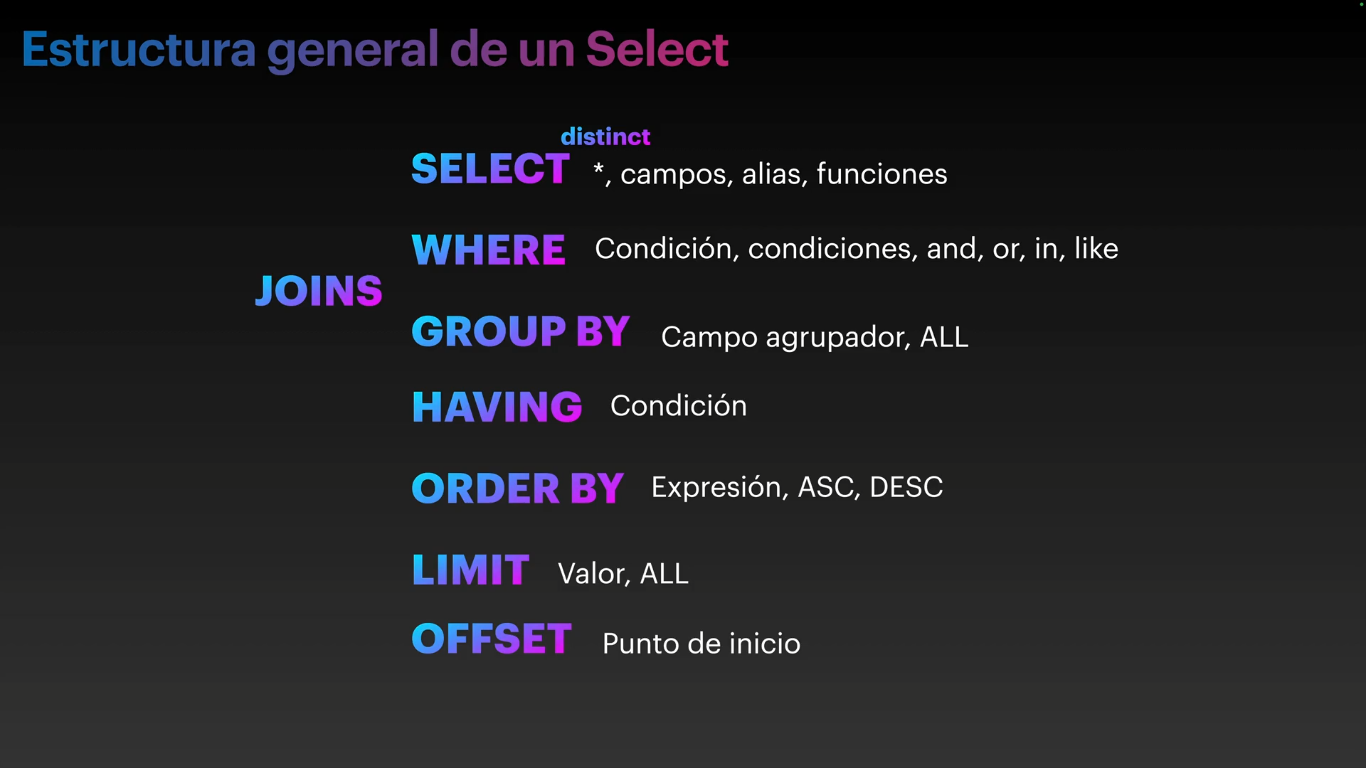 Estructura general de un Select
distinct
SELECT *, campos, alias, funciones
WHERE Condición, condiciones, and, or, in, like
JOINS
GROUP BY Campo agrupador, ALL
HAVING Condición
ORDER BY Expresión, ASC, DESC
LIMIT Valor, ALL
OFFSET Punto de inicio